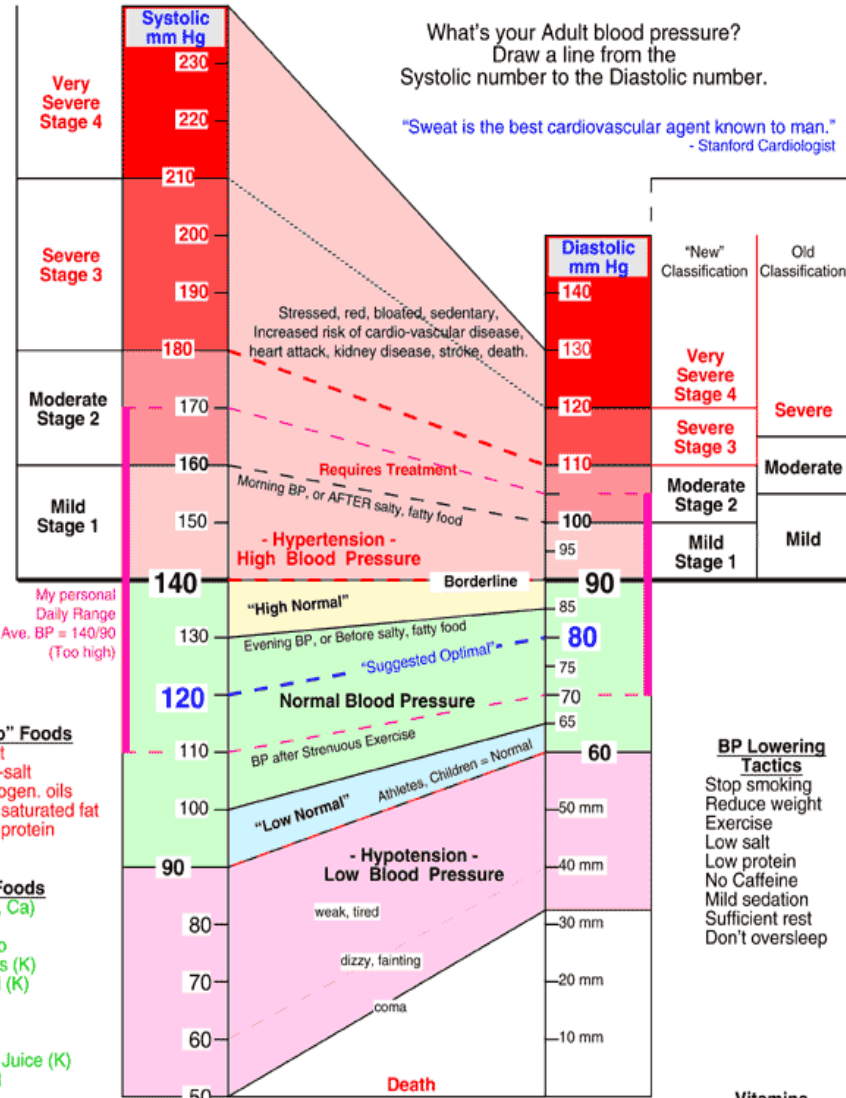 Systolic
mm Hg
What's your Adult blood pressure?
Draw a line from the
Systolic number to the Diastolic number.
"Sweat is the best cardiovascular agent known to man."
- Stanford Cardiologist
Very
Severe
Stage 4
Severe
Stage 3
Moderate
Stage 2
Mild
Stage 1
My personal
Daily Range
Ave. BP = 140/90
(Too high)
230
220
210
200
190
180
170
160
150
140
130
120
110
100
90
80
70
60
50
Stressed, red, bloated, sedentary,
Increased risk of cardio-vascular disease,
heart attack, kidney disease, stroke, death.
Requires Treatment
Morning BP, or AFTER salty, fatty food
- Hypertension -
High Blood Pressure
Borderline
"High Normal"
Evening BP, or Before salty, fatty food
"Suggested Optimal"
Normal Blood Pressure
BP after Strenuous Exercise
"Low Normal"
Athletes, Children = Normal
- Hypotension -
Low Blood Pressure
weak, tired
dizzy, fainting
coma
Death
Diastolic
mm Hg
140
130
120
110
100
95
90
85
80
75
70
65
60
50 mm
40 mm
30 mm
20 mm
10 mm
"New"
Classification
Very
Severe
Stage 4
Severe
Stage 3
Moderate
Stage 2
Mild
Stage 1
Old
Classification
Severe
Moderate
Mild
" Foods
-salt
ogen. oils
saturated fat
protein
Foods
, Ca)
s (K)
(K)
Juice (K)
BP Lowering
Tactics
Stop smoking
Reduce weight
Exercise
Low salt
Low protein
No Caffeine
Mild sedation
Sufficient rest
Don't oversleep
Vitamins